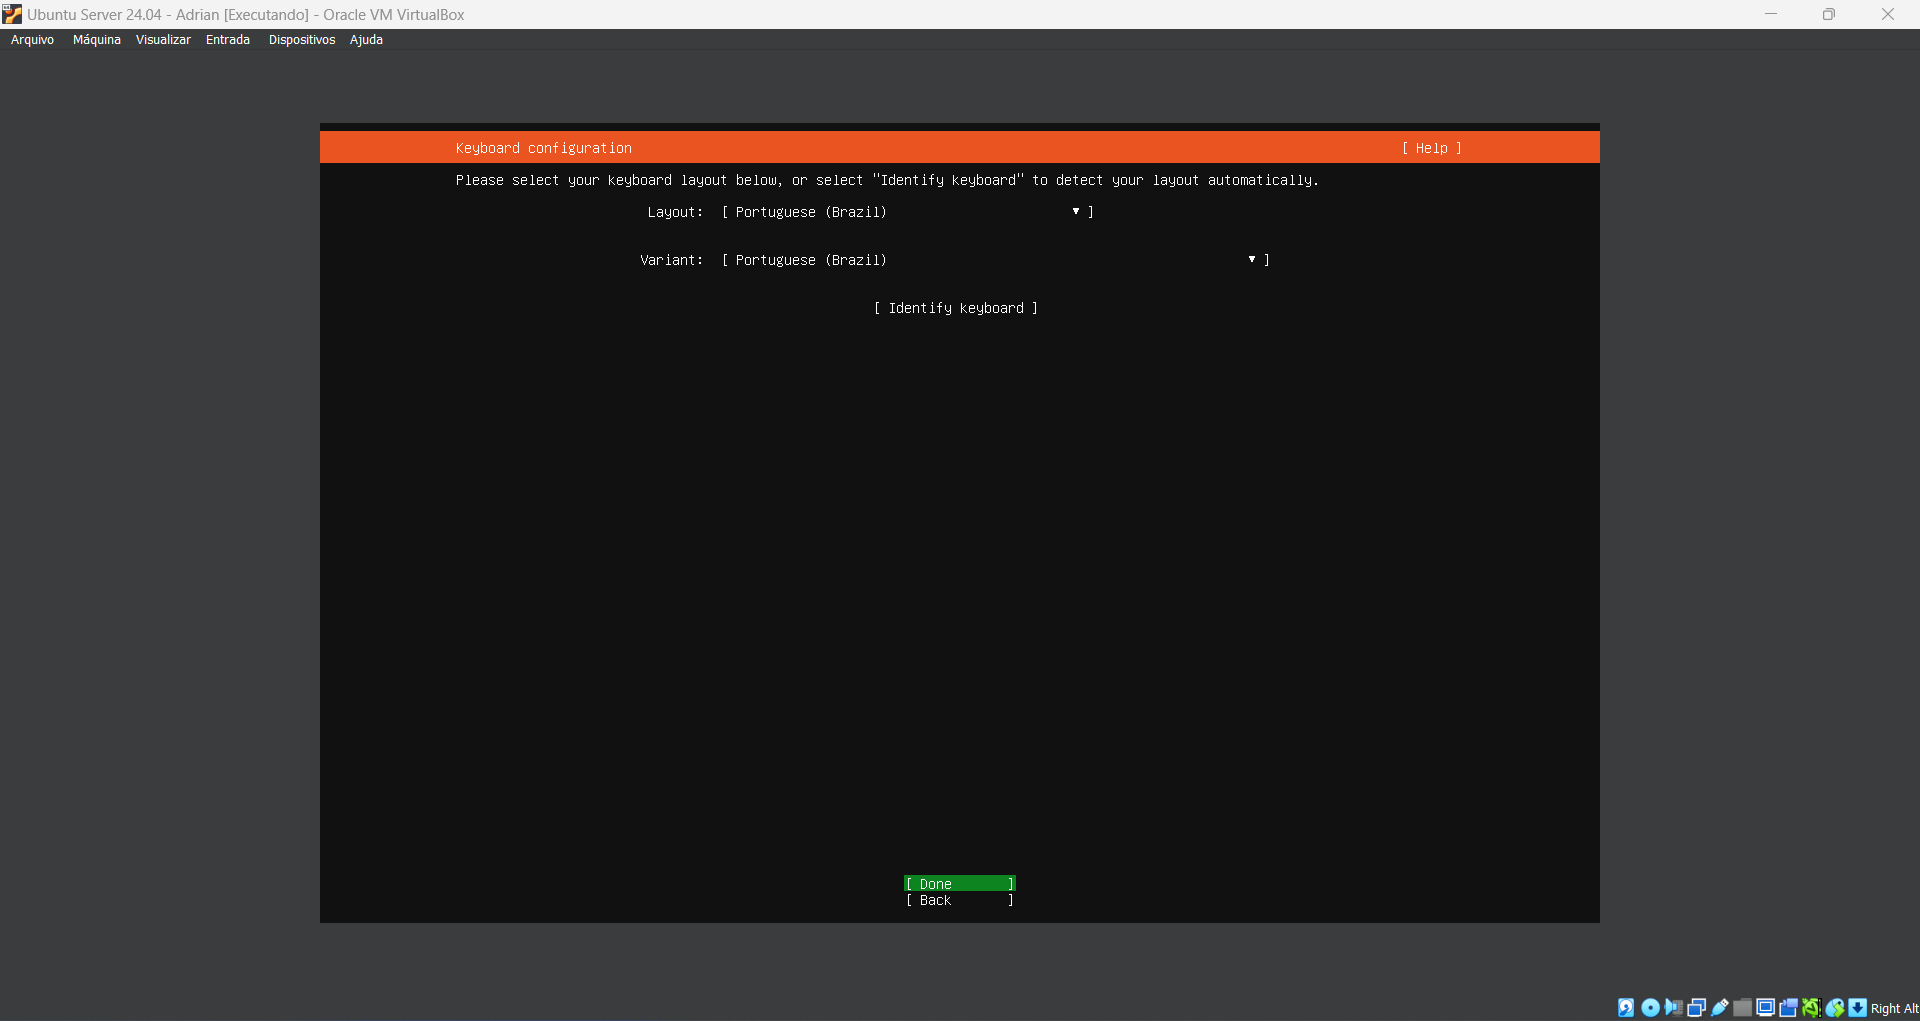 Ubuntu Server 24.04 - Adrian [Executando] - Oracle VM VirtualBox
Arquivo Máquina Visualizar Entrada Dispositivos Ajuda
Keyboard configuration [ Help ]
Please select your keyboard layout below, or select "Identify keyboard" to detect your layout automatically.
Layout: [ Portuguese (Brazil) ▼ ]
Variant: [ Portuguese (Brazil) ▼ ]
[ Identify keyboard ]
[ Done ]
[ Back ]
Right Alt